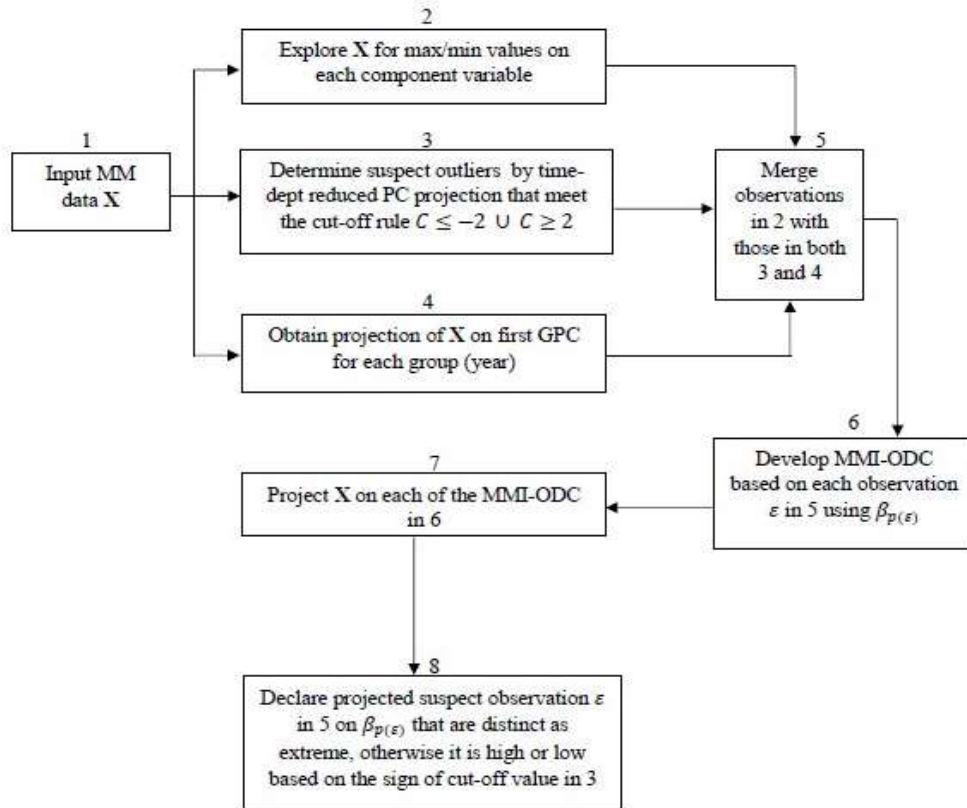 2
Explore X for max/min values on
each component variable
1
Input MM
data X
3
Determine suspect outliers by time-
dept reduced PC projection that meet
the cut-off rule C ≤ −2 ∪ C ≥ 2
5
Merge
observations
in 2 with
those in both
3 and 4
4
Obtain projection of X on first GPC
for each group (year)
6
Develop MMI-ODC
based on each observation
ε in 5 using βp(ε)
7
Project X on each of the MMI-ODC
in 6
8
Declare projected suspect observation ε
in 5 on βp(ε) that are distinct as
extreme, otherwise it is high or low
based on the sign of cut-off value in 3